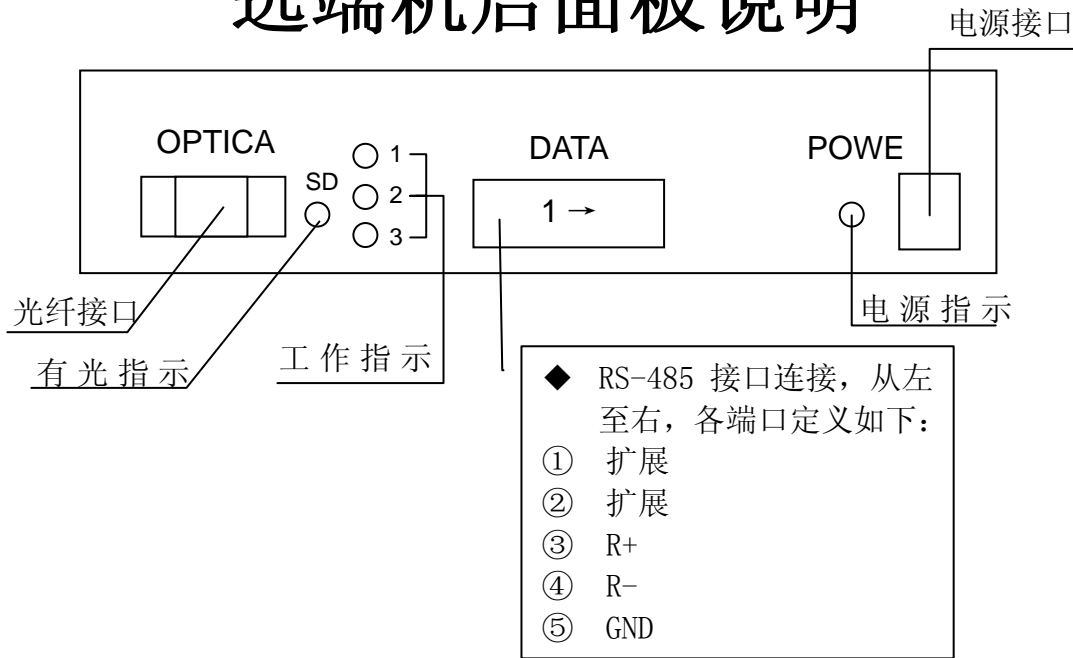 远端机后面板说明
电源接口
OPTICA
DATA
POWE
SD
1
2
3
1→
光纤接口
有光指示
工作指示
电源指示
◆ RS-485 接口连接，从左
至右，各端口定义如下：
① 扩展
② 扩展
③ R+
④ R-
⑤ GND